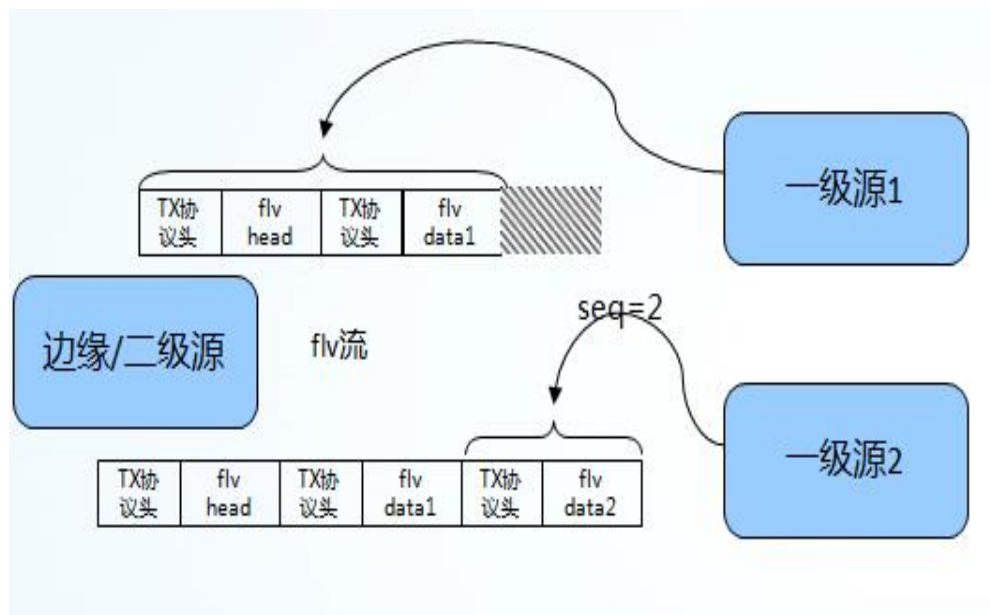 一级源1
TX协
议头
flv
head
TX协
议头
flv
data1
seq=2
边缘/二级源
flv流
一级源2
TX协
议头
flv
head
TX协
议头
flv
data1
TX协
议头
flv
data2